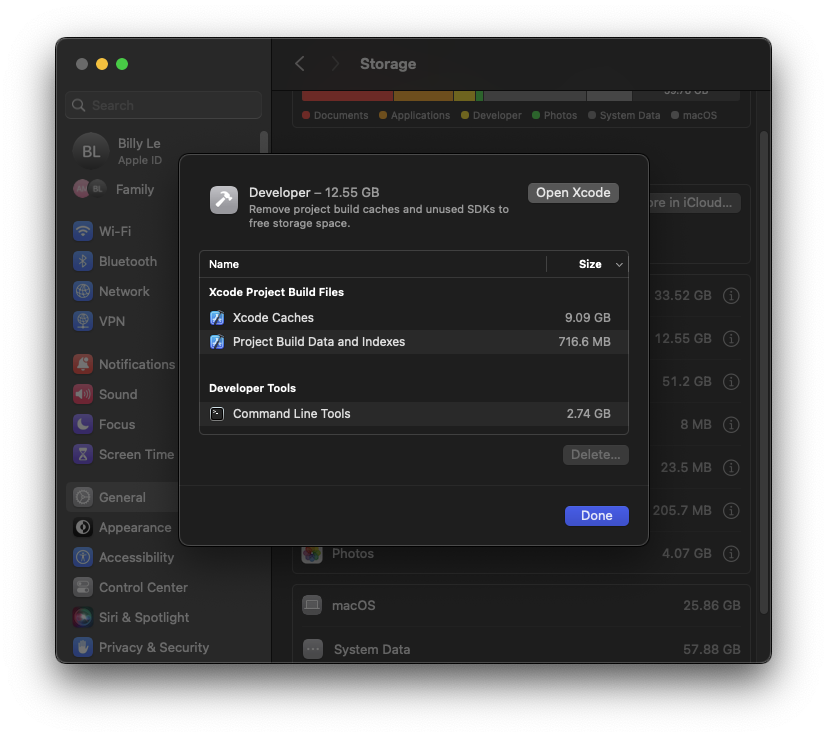 Storage
Search
39.78 GB
Documents
Applications
Developer
Photos
System Data
macOS
BL
Billy Le
Apple ID
BL
Family
Wi-Fi
Bluetooth
Network
VPN
Notifications
Sound
Focus
Screen Time
General
Appearance
Accessibility
Control Center
Siri & Spotlight
Privacy & Security
Developer – 12.55 GB
Remove project build caches and unused SDKs to
free storage space.
Open Xcode
Name
Size
Xcode Project Build Files
Xcode Caches
9.09 GB
Project Build Data and Indexes
716.6 MB
Developer Tools
Command Line Tools
2.74 GB
Delete...
Done
in iCloud...
33.52 GB
12.55 GB
51.2 GB
8 MB
23.5 MB
205.7 MB
Photos
4.07 GB
macOS
25.86 GB
System Data
57.88 GB